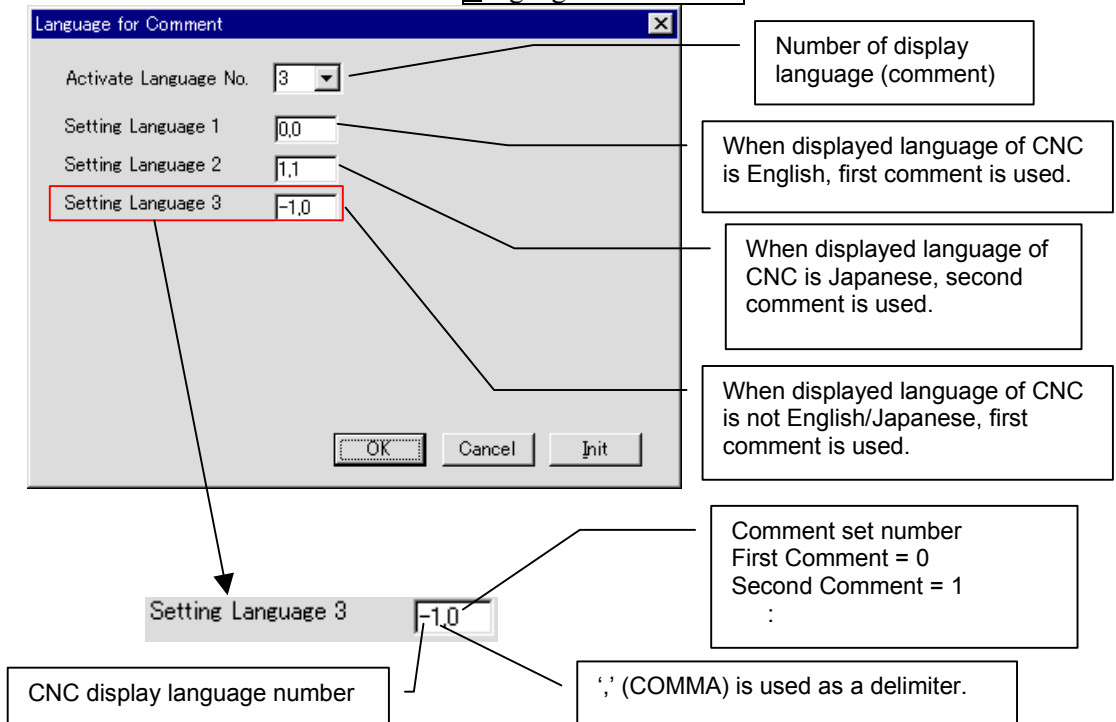 Language for Comment
Number of display
language (comment)
Activate Language No. 3
Setting Language 1 0,0
When displayed language of CNC
is English, first comment is used.
Setting Language 2 1,1
Setting Language 3 -1,0
When displayed language of
CNC is Japanese, second
comment is used.
When displayed language of CNC
is not English/Japanese, first
comment is used.
OK Cancel Init
Comment set number
First Comment = 0
Second Comment = 1
:
Setting Language 3 -1,0
CNC display language number
‘,’ (COMMA) is used as a delimiter.